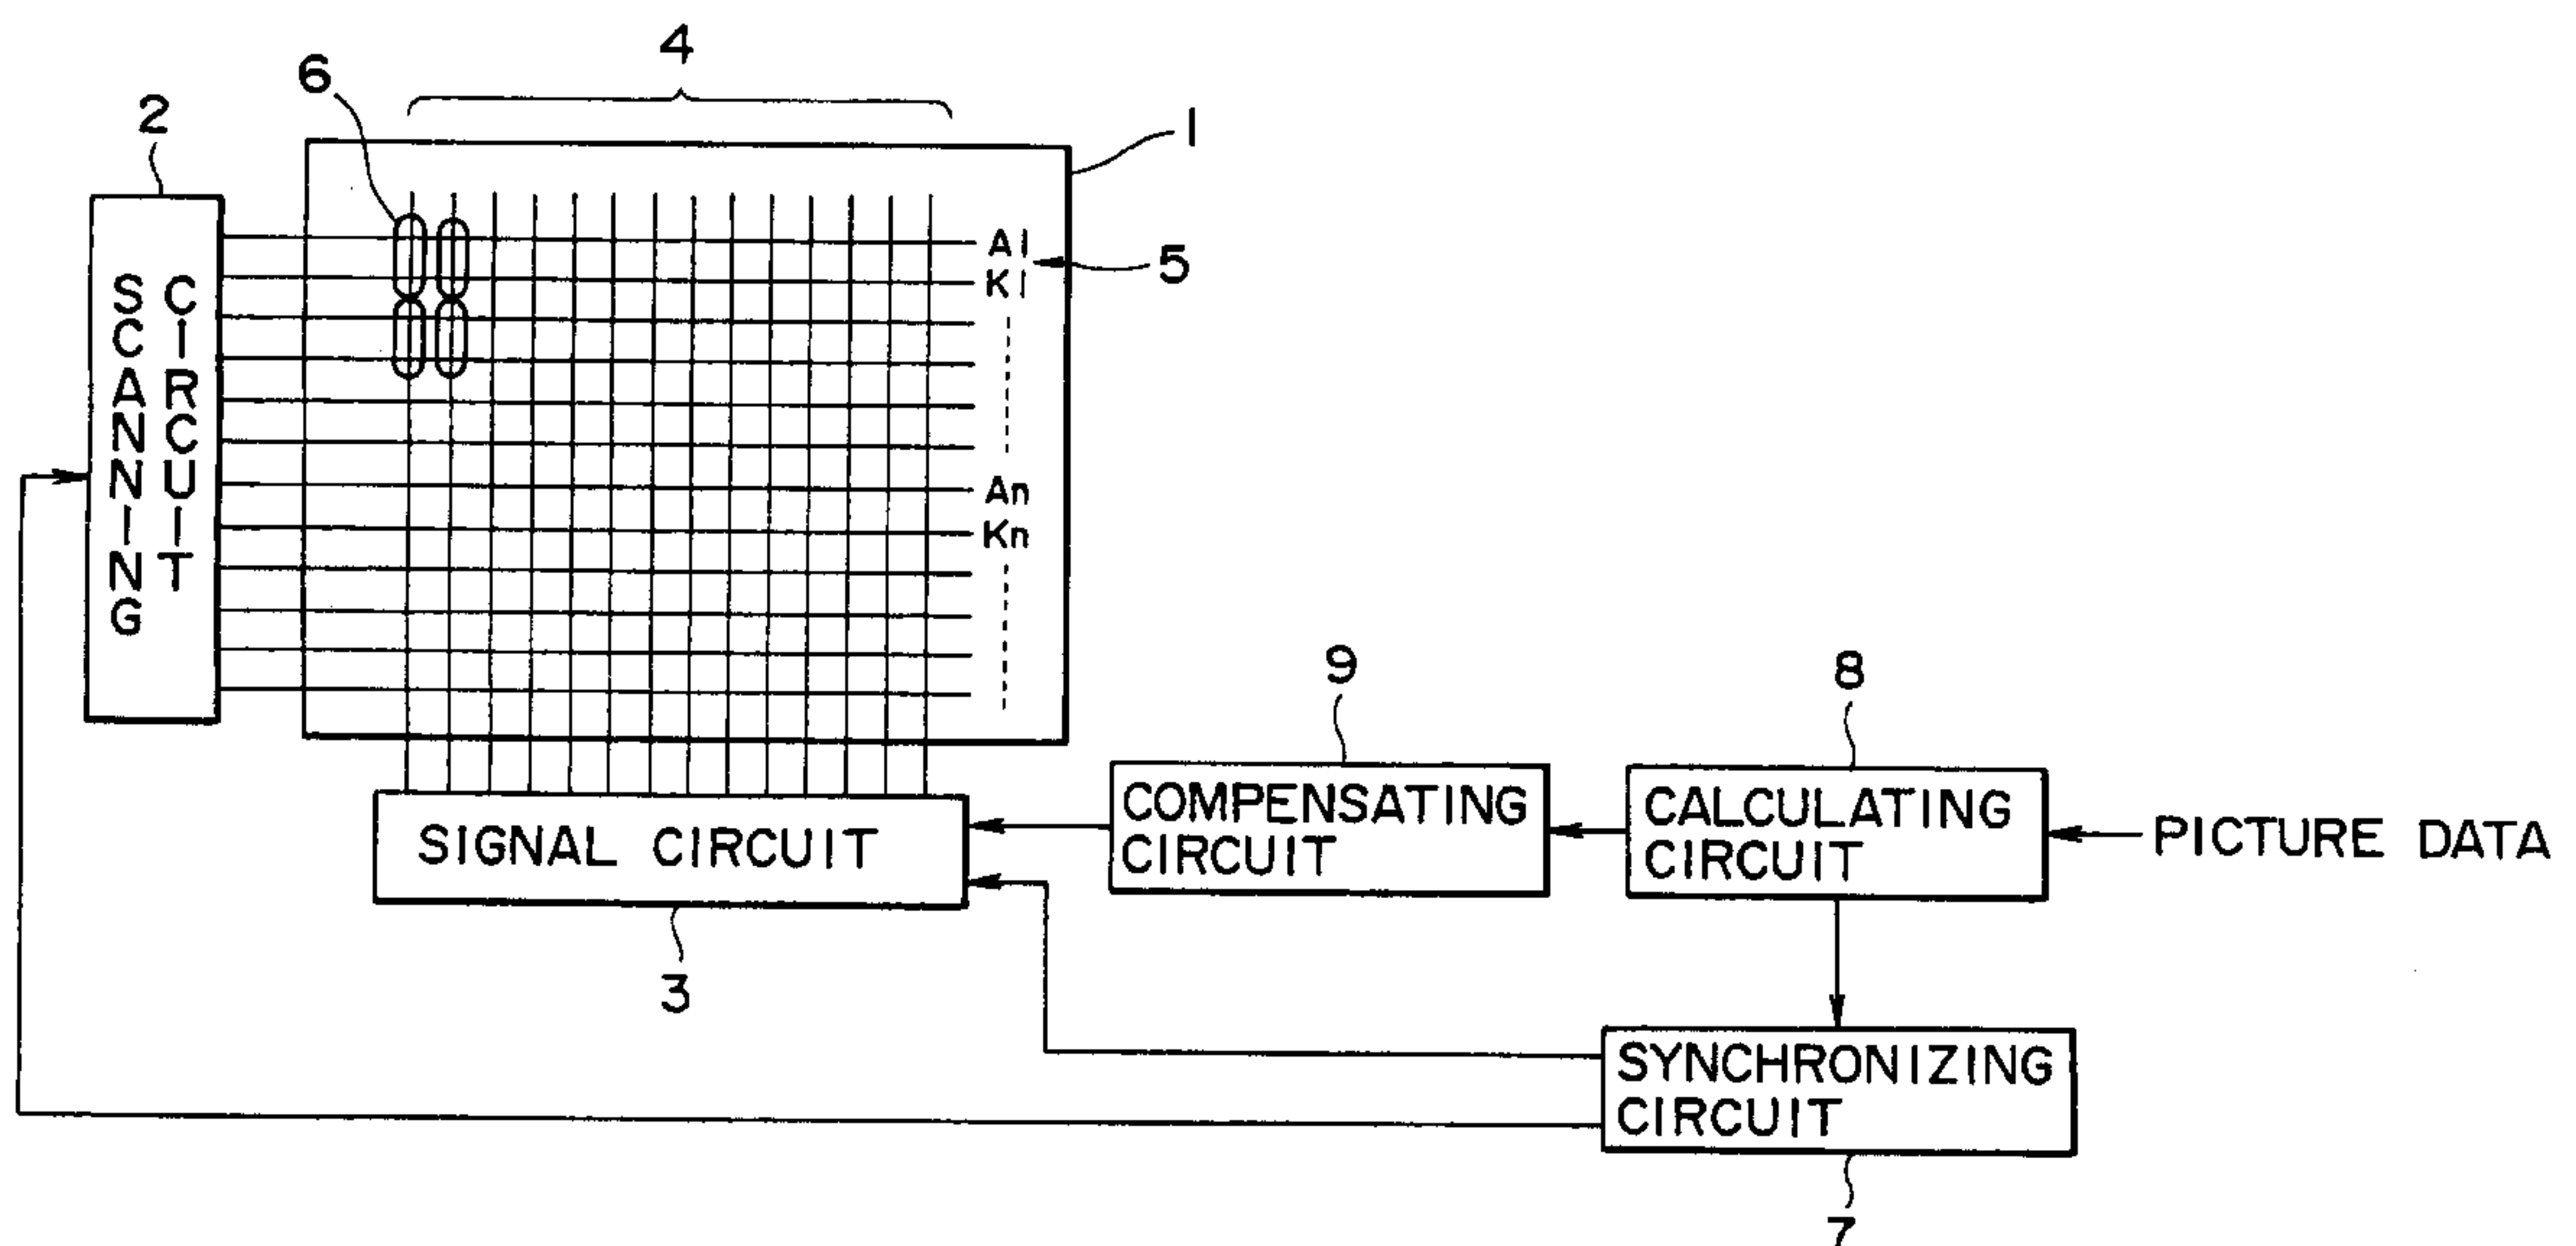 4
6
2
1
SCANNING
CIRCUIT
A1
K1
5
An
Kn
9
8
COMPENSATING
CIRCUIT
CALCULATING
CIRCUIT
PICTURE DATA
SIGNAL CIRCUIT
3
SYNCHRONIZING
CIRCUIT
7